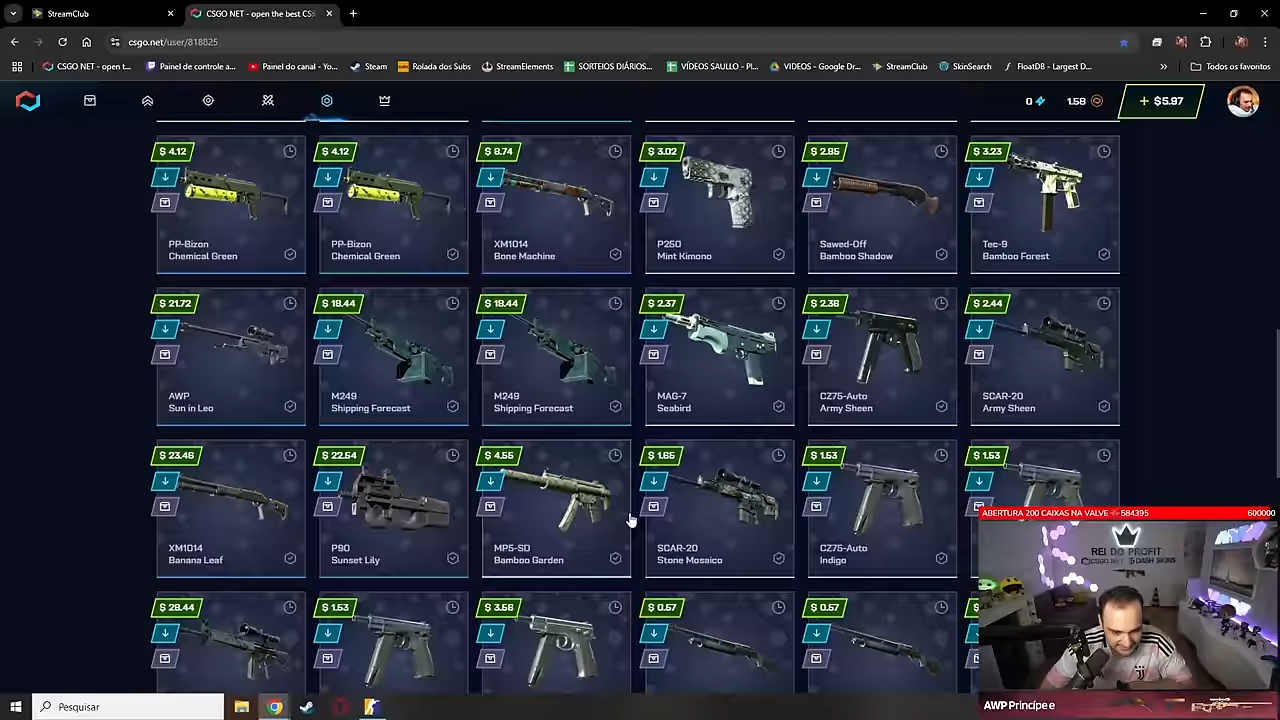 StreamClub
CSGO NET - open the best CS:
csgo.net/user/818825
CSGO NET - open t...
Painel de controle a...
Painel do canal - Yo...
Steam
Rolada dos Subs
StreamElements
SORTEIOS DIÁRIOS...
VÍDEOS SAULLO - Pl...
VIDEOS - Google Dr...
StreamClub
SkinSearch
FloatDB - Largest D...
Todos os favoritos
0
1.58
+ $5.97
$ 4.12
PP-Bizon
Chemical Green
$ 4.12
PP-Bizon
Chemical Green
$ 8.74
XM1014
Bone Machine
$ 3.02
P250
Mint Kimono
$ 2.85
Sawed-Off
Bamboo Shadow
$ 3.23
Tec-9
Bamboo Forest
$ 21.72
AWP
Sun in Leo
$ 19.44
M249
Shipping Forecast
$ 19.44
M249
Shipping Forecast
$ 2.37
MAG-7
Seabird
$ 2.36
CZ75-Auto
Army Sheen
$ 2.44
SCAR-20
Army Sheen
$ 23.46
XM1014
Banana Leaf
$ 22.54
P90
Sunset Lily
$ 4.55
MP5-SD
Bamboo Garden
$ 1.65
SCAR-20
Stone Mosaico
$ 1.53
CZ75-Auto
Indigo
$ 1.53
$ 28.44
$ 1.53
$ 3.56
$ 0.57
$ 0.57
ABERTURA 200 CAIXAS NA VALVE
584395
600000
REI DO PROFIT
CSGO.NET
DASH SKINS
AWP Príncipe e
Pesquisar